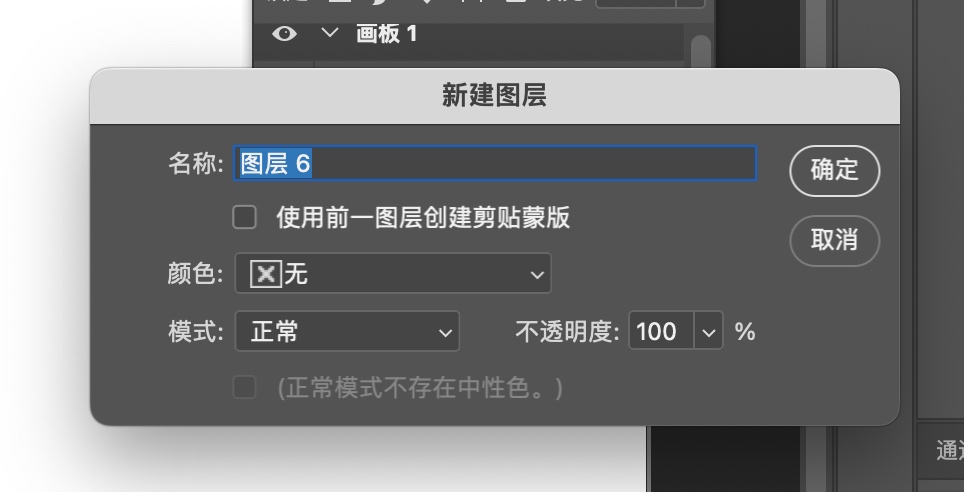 画板 1
新建图层
名称: 图层 6
确定
使用前一图层创建剪贴蒙版
取消
颜色: 无
模式: 正常 不透明度: 100 %
(正常模式不存在中性色。)